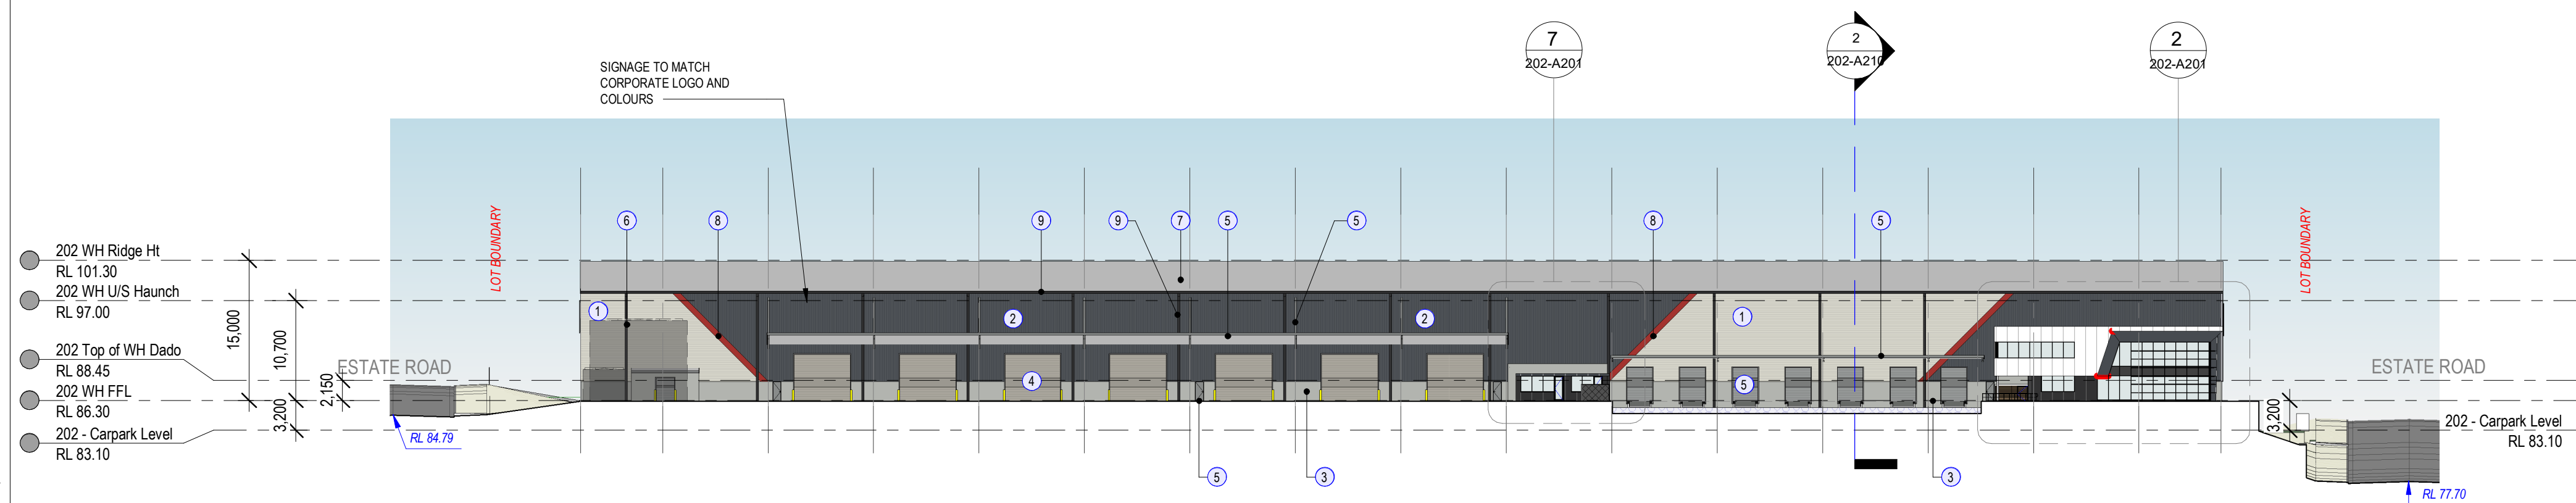 7
202-A201
2
202-A210
2
202-A201
SIGNAGE TO MATCH
CORPORATE LOGO AND
COLOURS
LOT BOUNDARY
LOT BOUNDARY
6
8
9
9
7
5
5
8
5
202 WH Ridge Ht
RL 101.30
202 WH U/S Haunch
RL 97.00
202 Top of WH Dado
RL 88.45
202 WH FFL
RL 86.30
202 - Carpark Level
RL 83.10
15,000
10,700
2,150
3,200
ESTATE ROAD
ESTATE ROAD
1
2
2
1
4
5
3,200
202 - Carpark Level
RL 83.10
RL 84.79
5
3
3
RL 77.70